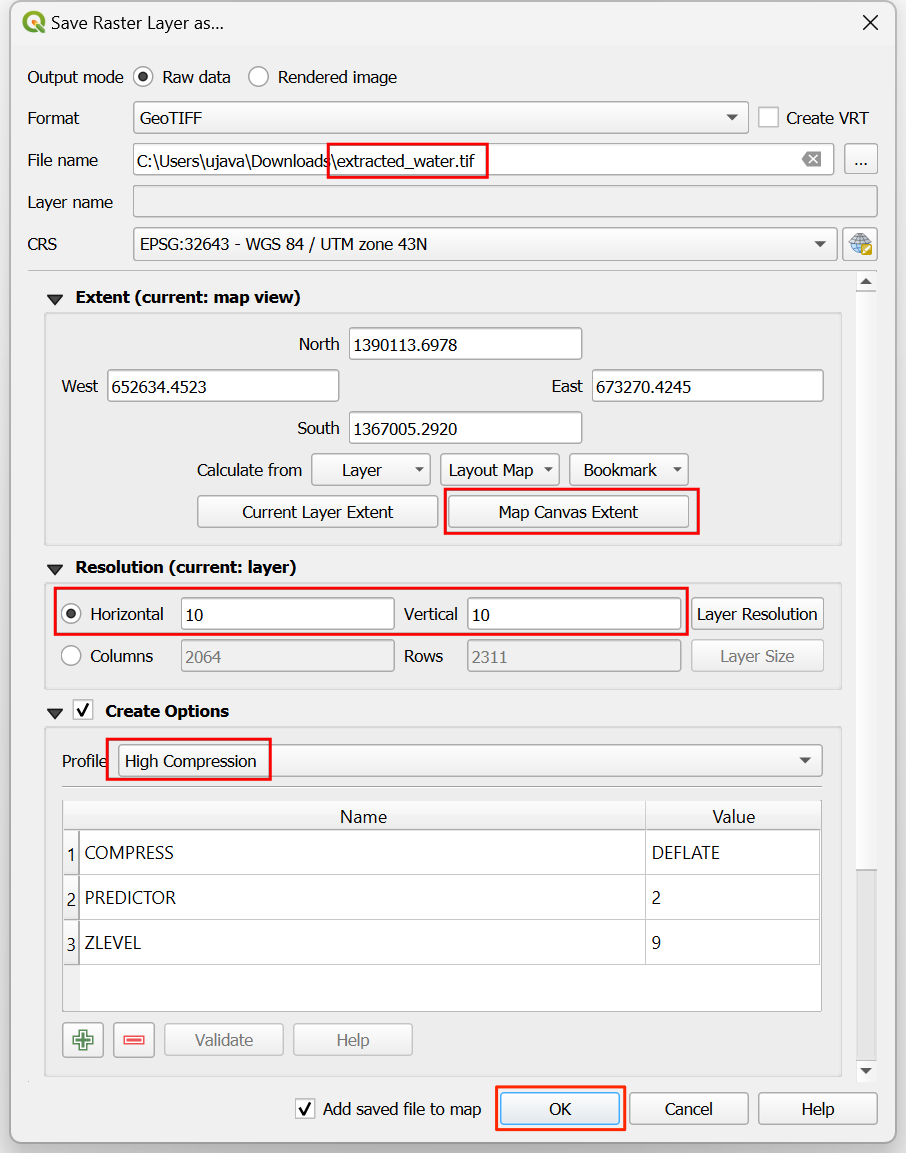 Save Raster Layer as...
Output mode Raw data Rendered image
Format GeoTIFF Create VRT
File name C:\Users\ujava\Downloads\extracted_water.tif ...
Layer name
CRS EPSG:32643 - WGS 84 / UTM zone 43N
Extent (current: map view)
North 1390113.6978
West 652634.4523 East 673270.4245
South 1367005.2920
Calculate from Layer Layout Map Bookmark
Current Layer Extent Map Canvas Extent
Resolution (current: layer)
Horizontal 10 Vertical 10 Layer Resolution
Columns 2064 Rows 2311 Layer Size
Create Options
Profile High Compression
Name Value
1 COMPRESS DEFLATE
2 PREDICTOR 2
3 ZLEVEL 9
Validate Help
Add saved file to map OK Cancel Help